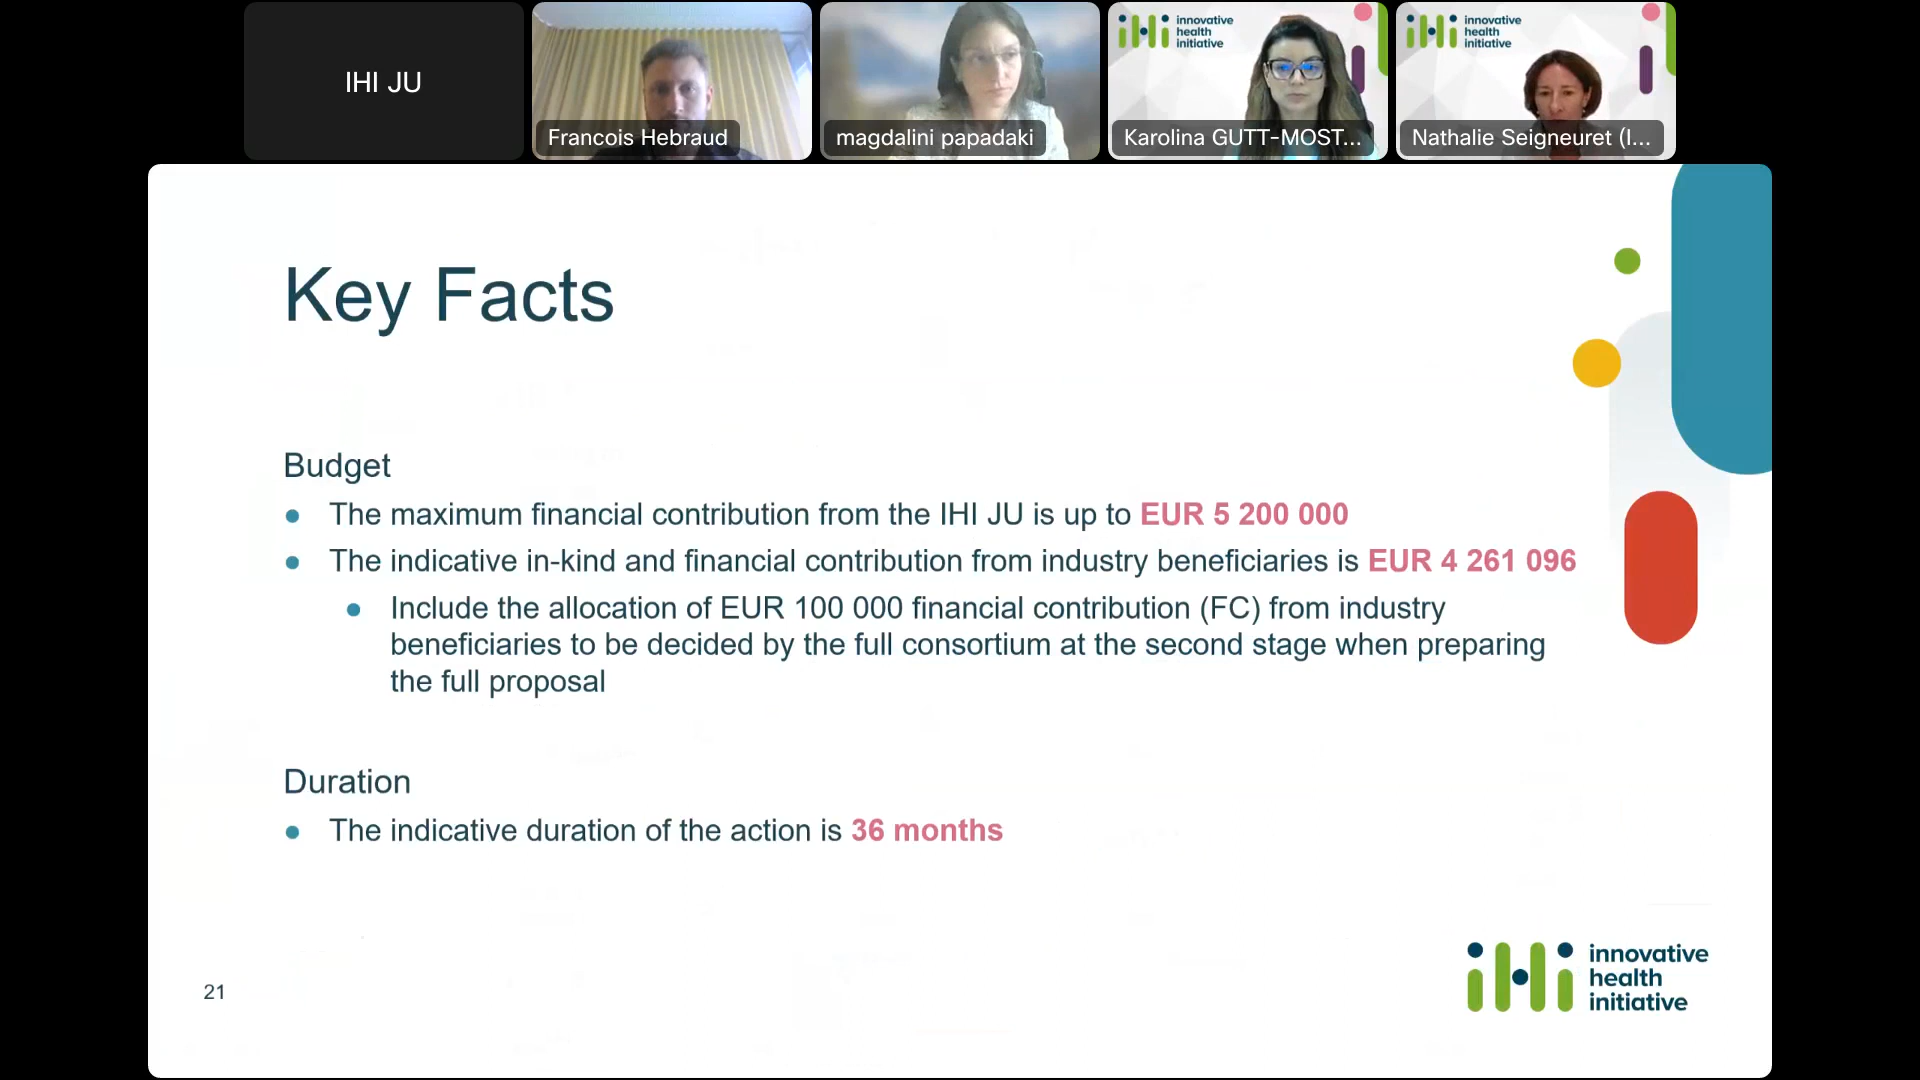 IHI JU
Francois Hebraud
magdalini papadaki
innovative
health
initiative
Karolina GUTT-MOST...
innovative
health
initiative
Nathalie Seigneuret (I...
Key Facts
Budget
The maximum financial contribution from the IHI JU is up to EUR 5 200 000
The indicative in-kind and financial contribution from industry beneficiaries is EUR 4 261 096
Include the allocation of EUR 100 000 financial contribution (FC) from industry
beneficiaries to be decided by the full consortium at the second stage when preparing
the full proposal
Duration
The indicative duration of the action is 36 months
21
iHi
innovative
health
initiative